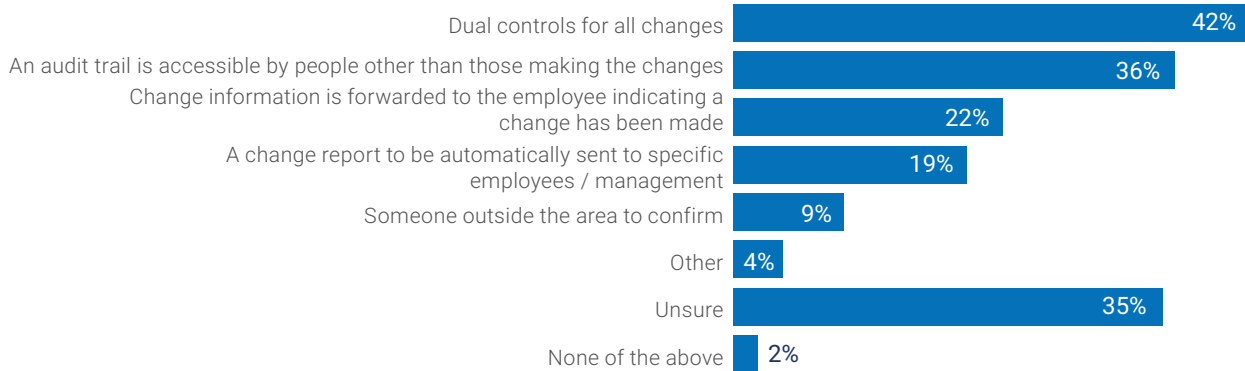 Dual controls for all changes 42%
An audit trail is accessible by people other than those making the changes 36%
Change information is forwarded to the employee indicating a
change has been made 22%
A change report to be automatically sent to specific
employees / management 19%
Someone outside the area to confirm 9%
Other 4%
Unsure 35%
None of the above 2%